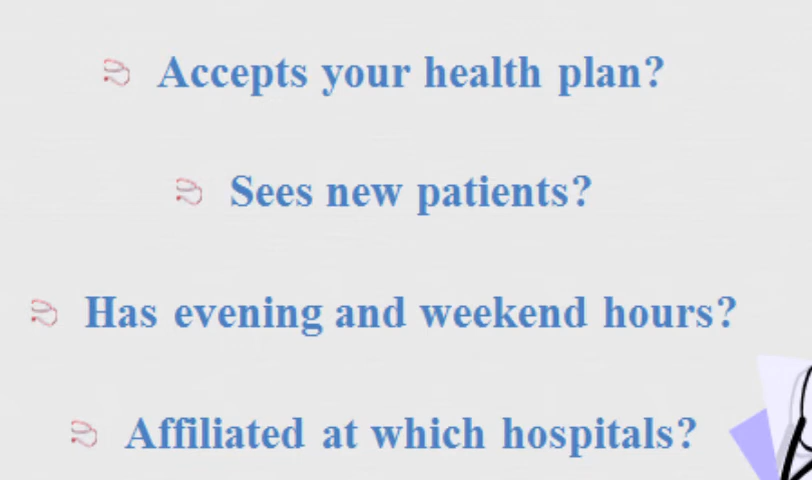 Accepts your health plan?
Sees new patients?
Has evening and weekend hours?
Affiliated at which hospitals?